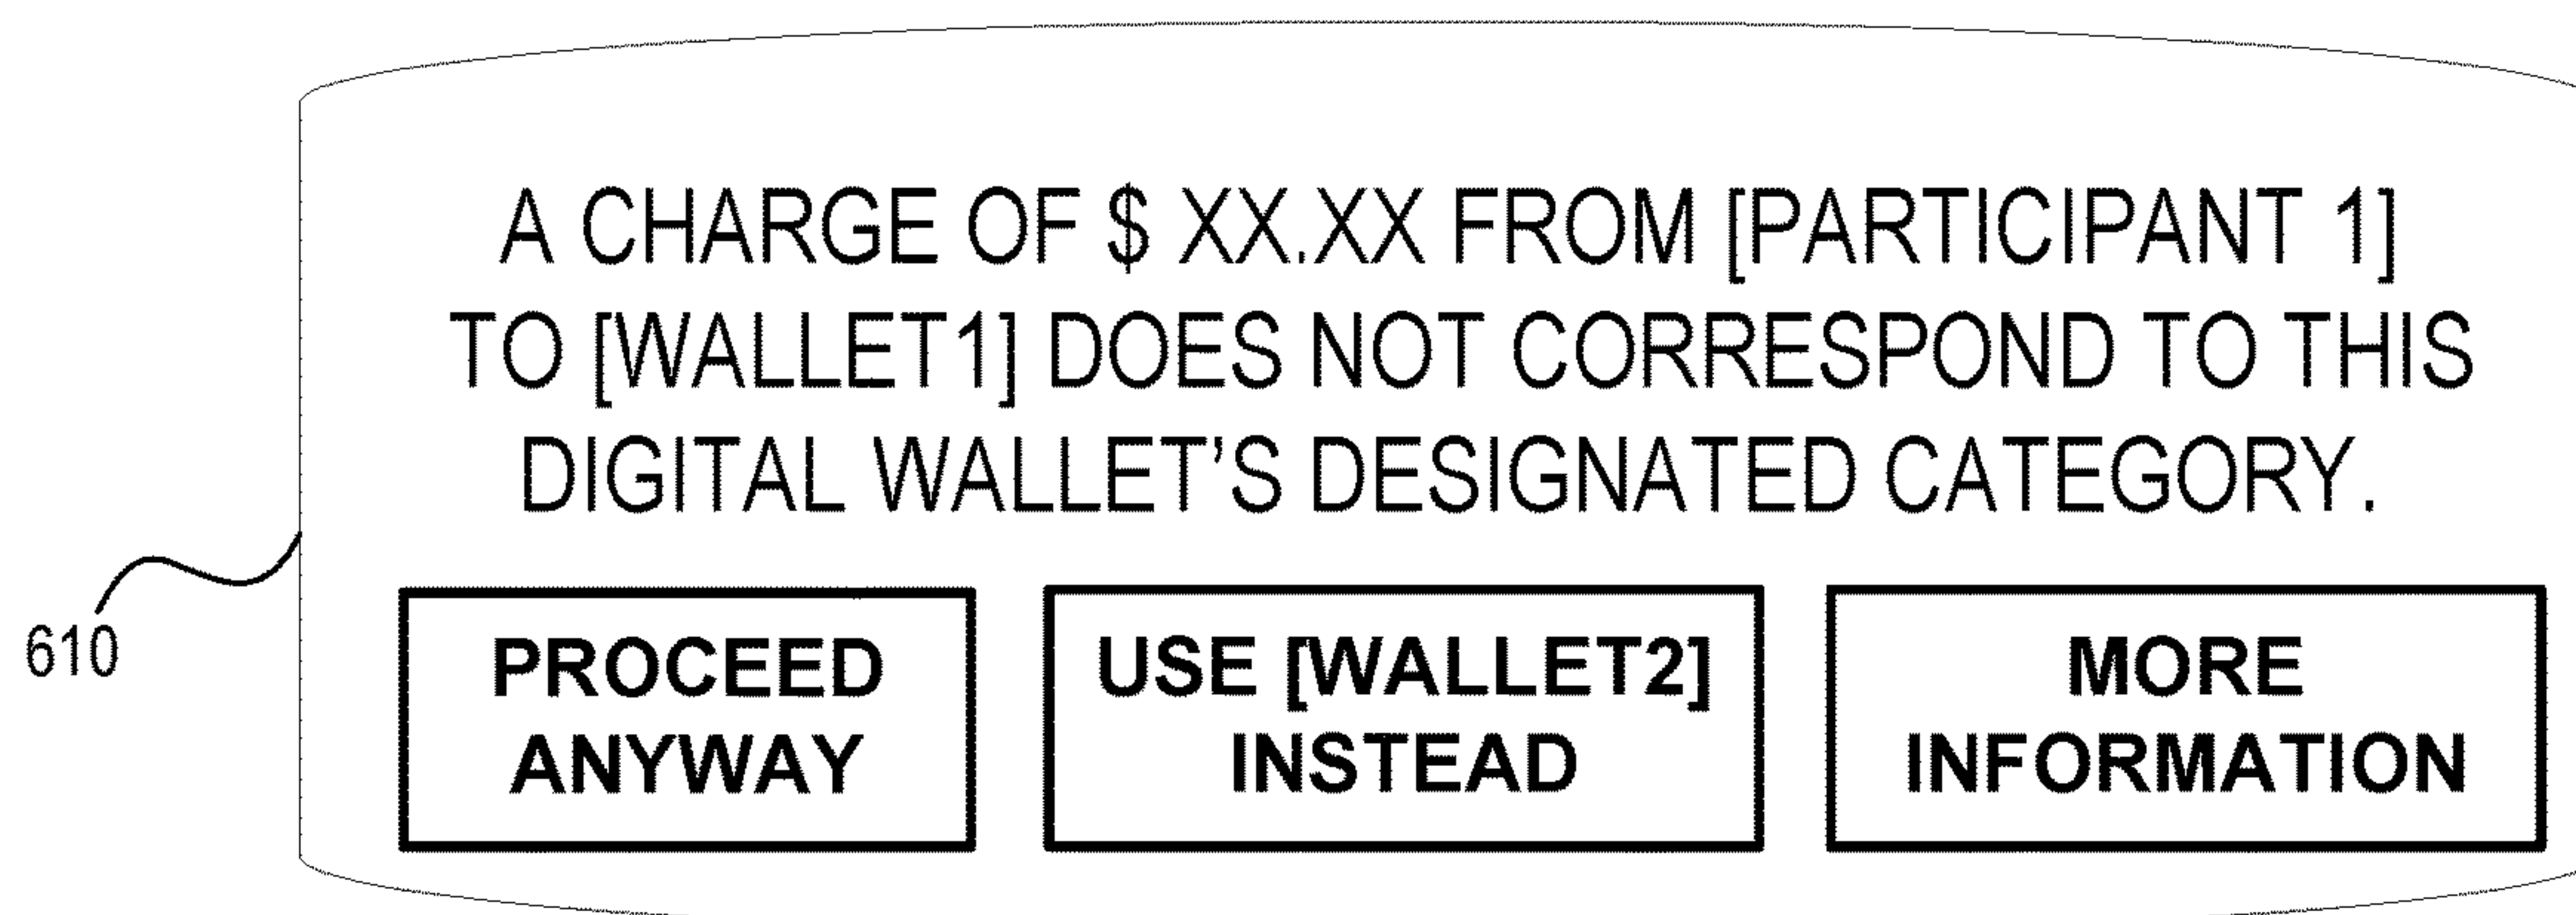 A CHARGE OF $ XX.XX FROM [PARTICIPANT 1]
TO [WALLET1] DOES NOT CORRESPOND TO THIS
DIGITAL WALLET’S DESIGNATED CATEGORY.
610
PROCEED
ANYWAY
USE [WALLET2]
INSTEAD
MORE
INFORMATION